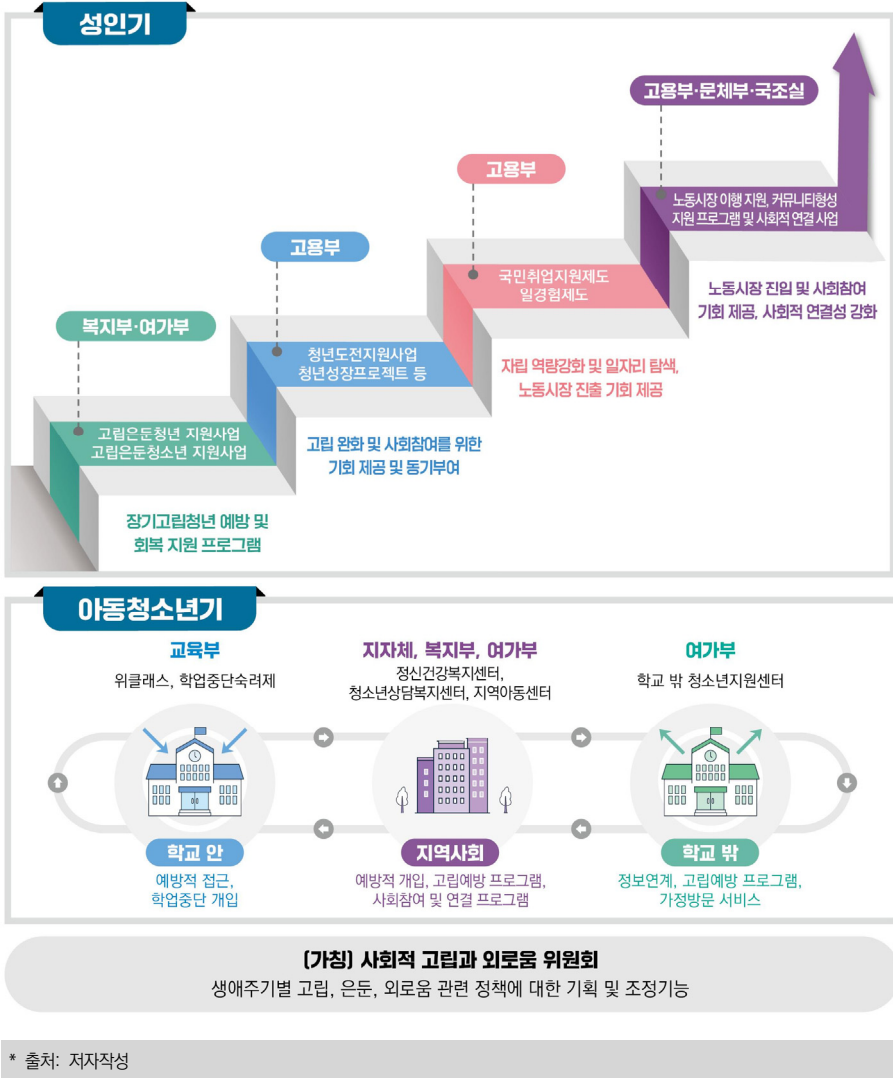 성인기
고용부·문체부·국조실
고용부
노동시장 이행 지원, 커뮤니티형성
지원 프로그램 및 사회적 연결 사업
고용부
국민취업지원제도
일경험제도
노동시장 진입 및 사회참여
기회 제공, 사회적 연결성 강화
복지부·여가부
청년도전지원사업
청년성장프로젝트 등
자립 역량강화 및 일자리 탐색,
노동시장 진출 기회 제공
고립은둔청년 지원사업
고립은둔청소년 지원사업
고립 완화 및 사회참여를 위한
기회 제공 및 동기부여
장기고립청년 예방 및
회복 지원 프로그램
아동청소년기
교육부
위클래스, 학업중단숙려제
지자체, 복지부, 여가부
정신건강복지센터,
청소년상담복지센터, 지역아동센터
여가부
학교 밖 청소년지원센터
학교 안
예방적 접근,
학업중단 개입
지역사회
예방적 개입, 고립예방 프로그램,
사회참여 및 연결 프로그램
학교 밖
정보연계, 고립예방 프로그램,
가정방문 서비스
(가칭) 사회적 고립과 외로움 위원회
생애주기별 고립, 은둔, 외로움 관련 정책에 대한 기획 및 조정기능
* 출처: 저자작성